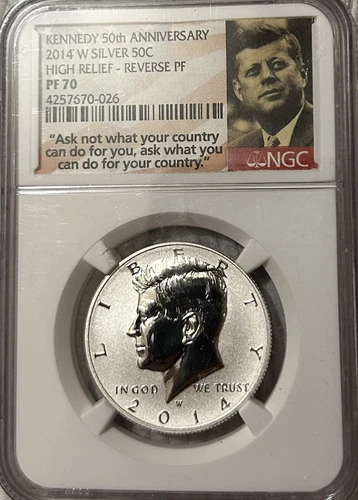 KENNEDY 50th ANNIVERSARY
2014 W SILVER 50C
HIGH RELIEF - REVERSE PF
PF 70
4257670-026
"Ask not what your country
can do for you, ask what you
can do for your country."
NGC
LIBERTY
IN GOD WE TRUST
W
2014